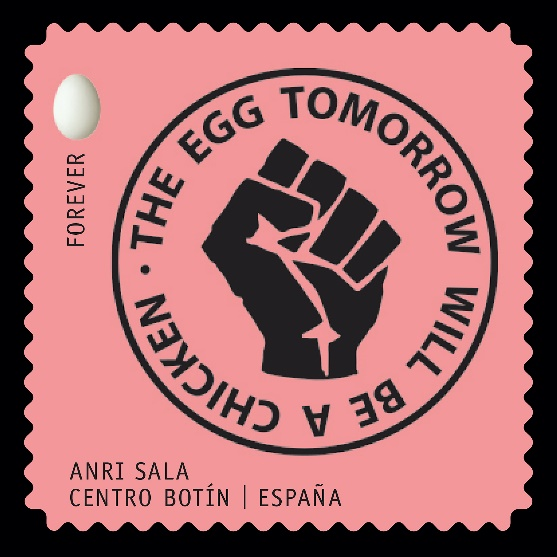 FOREVER
THE EGG TOMORROW WILL BE A CHICKEN •
ANRI SALA
CENTRO BOTÍN | ESPAÑA